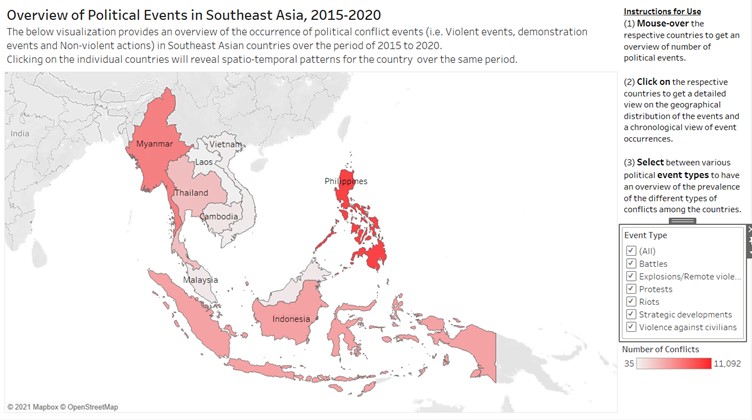 Overview of Political Events in Southeast Asia, 2015-2020
The below visualization provides an overview of the occurrence of political conflict events (i.e. Violent events, demonstration
events and Non-violent actions) in Southeast Asian countries over the period of 2015 to 2020.
Clicking on the individual countries will reveal spatio-temporal patterns for the country over the same period.
India
Myanmar
Vietnam
Laos
Thailand
Cambodia
Philippines
Malaysia
Indonesia
© 2021 Mapbox © OpenStreetMap
Instructions for Use
(1) Mouse-over the
respective countries to get an
overview of number of
political events.
(2) Click on the respective
countries to get a detailed
view on the geographical
distribution of the events and
a chronological view of event
occurrences.
(3) Select between various
political event types to have
an overview of the prevalence
of the different types of
conflicts among the countries.
Event Type
(All)
Battles
Explosions/Remote viole...
Protests
Riots
Strategic developments
Violence against civilians
Number of Conflicts
35 11,092